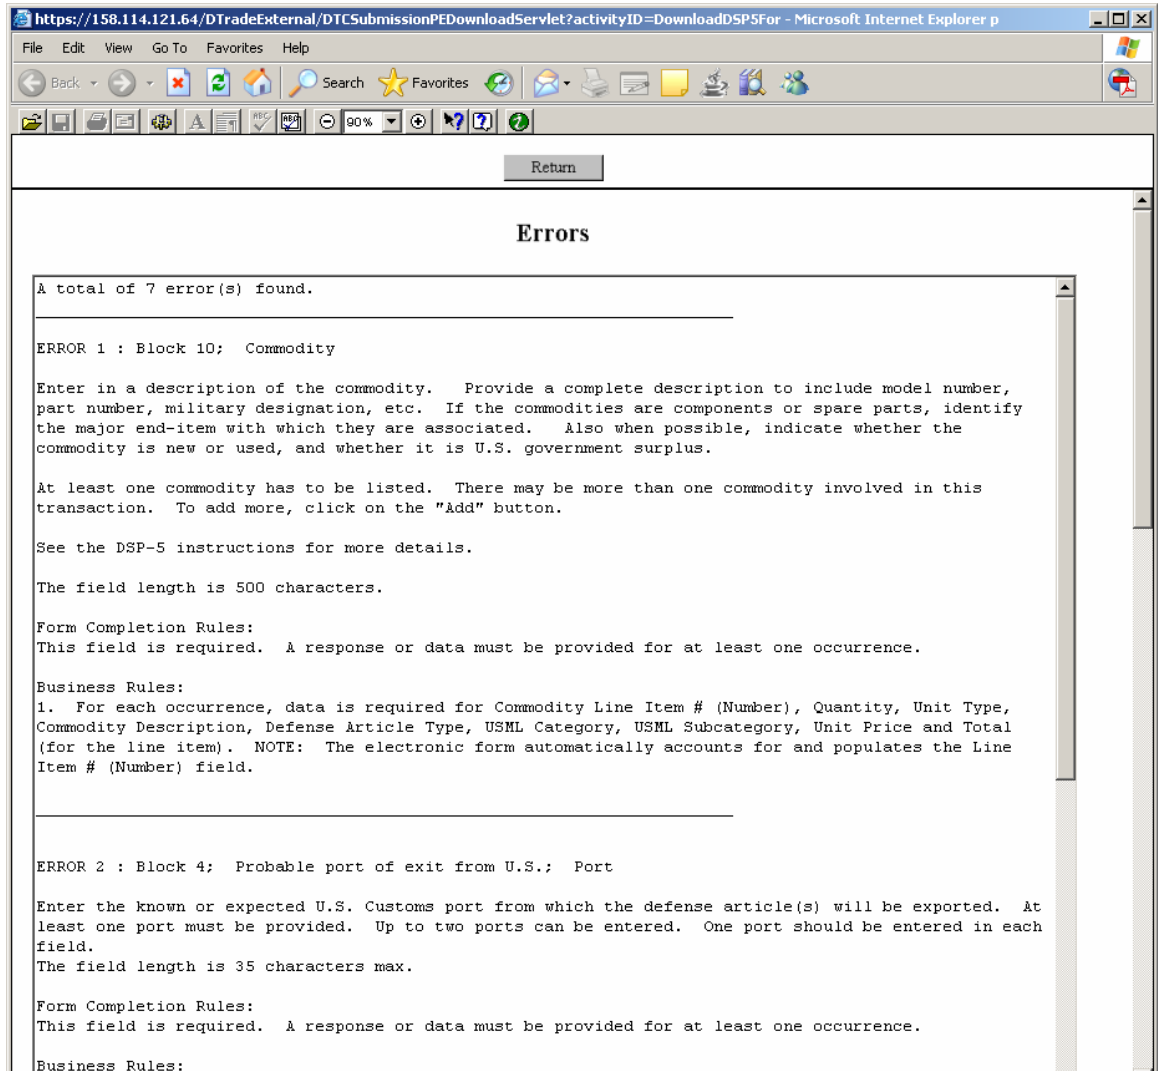 https://158.114.121.64/DTradeExternal/DTCSubmissionPEDownloadServlet?activityID=DownloadDSP5For - Microsoft Internet Explorer p
File Edit View Go To Favorites Help
Back Search Favorites
90%
Return
Errors
A total of 7 error(s) found.
ERROR 1 : Block 10; Commodity
Enter in a description of the commodity. Provide a complete description to include model number,
part number, military designation, etc. If the commodities are components or spare parts, identify
the major end-item with which they are associated. Also when possible, indicate whether the
commodity is new or used, and whether it is U.S. government surplus.
At least one commodity has to be listed. There may be more than one commodity involved in this
transaction. To add more, click on the "Add" button.
See the DSP-5 instructions for more details.
The field length is 500 characters.
Form Completion Rules:
This field is required. A response or data must be provided for at least one occurrence.
Business Rules:
1. For each occurrence, data is required for Commodity Line Item # (Number), Quantity, Unit Type,
Commodity Description, Defense Article Type, USML Category, USML Subcategory, Unit Price and Total
(for the line item). NOTE: The electronic form automatically accounts for and populates the Line
Item # (Number) field.
ERROR 2 : Block 4; Probable port of exit from U.S.; Port
Enter the known or expected U.S. Customs port from which the defense article(s) will be exported. At
least one port must be provided. Up to two ports can be entered. One port should be entered in each
field.
The field length is 35 characters max.
Form Completion Rules:
This field is required. A response or data must be provided for at least one occurrence.
Business Rules: